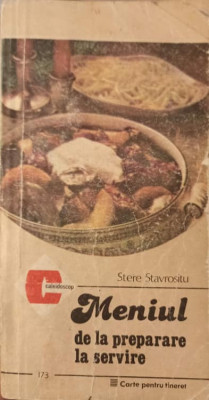 caleidoscop
Stere Stavrositu
Meniul
de la preparare
la servire
173
Carte pentru tineret